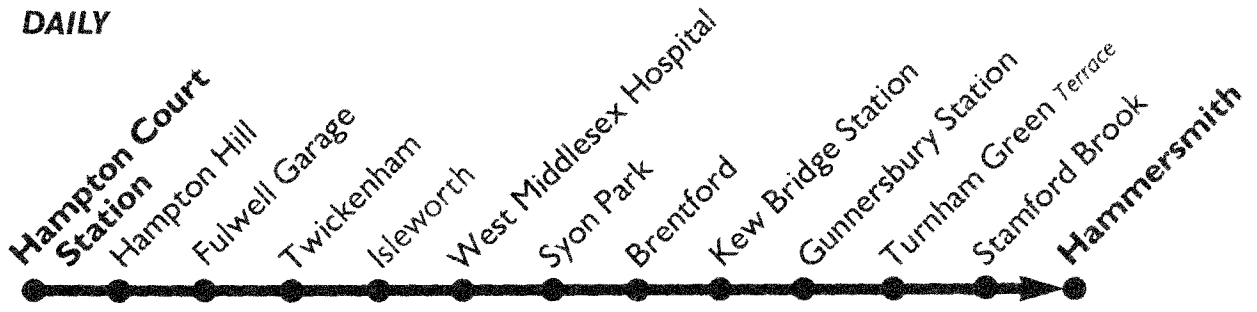 DAILY
Hampton Court
Station
Hampton Hill
Fulwell Garage
Twickenham
Isleworth
West Middlesex Hospital
Syon Park
Brentford
Kew Bridge Station
Gunnersbury Station
Turnham Green Terrace
Stamford Brook
Hammersmith